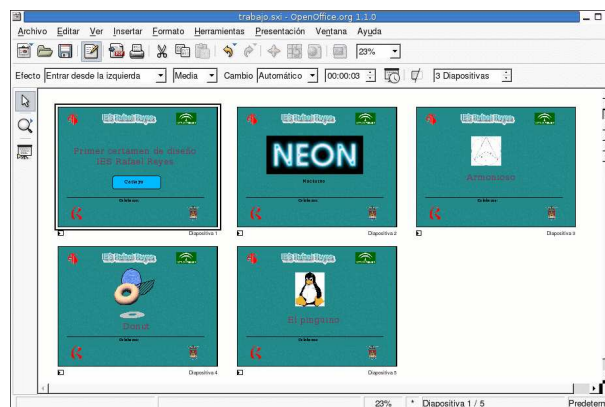 trabajo.sxi - OpenOffice.org 1.1.0
Archivo Editar Ver Insertar Formato Herramientas Presentación Ventana Ayuda
23%
Efecto Entrar desde la izquierda Media Cambio Automático 00:00:03 3 Diapositivas
IES Rafael Reyes
Primer certamen de diseño
IES Rafael Reyes
Diapositiva 1
IES Rafael Reyes
NEON
Nocturno
Diapositiva 2
IES Rafael Reyes
Diapositiva 3
IES Rafael Reyes
Donut
Diapositiva 4
IES Rafael Reyes
El pingüino
Diapositiva 5
23% * Diapositiva 1 / 5 Predetern